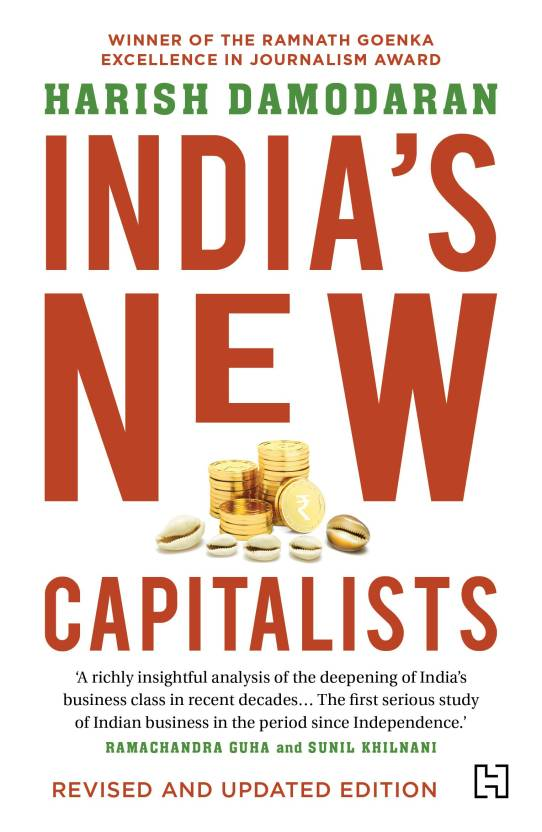 WINNER OF THE RAMNATH GOENKA
EXCELLENCE IN JOURNALISM AWARD
HARISH DAMODARAN
INDIA’S
NEW
₹
CAPITALISTS
‘A richly insightful analysis of the deepening of India’s
business class in recent decades… The first serious study
of Indian business in the period since Independence.’
RAMACHANDRA GUHA and SUNIL KHILNANI
REVISED AND UPDATED EDITION
H